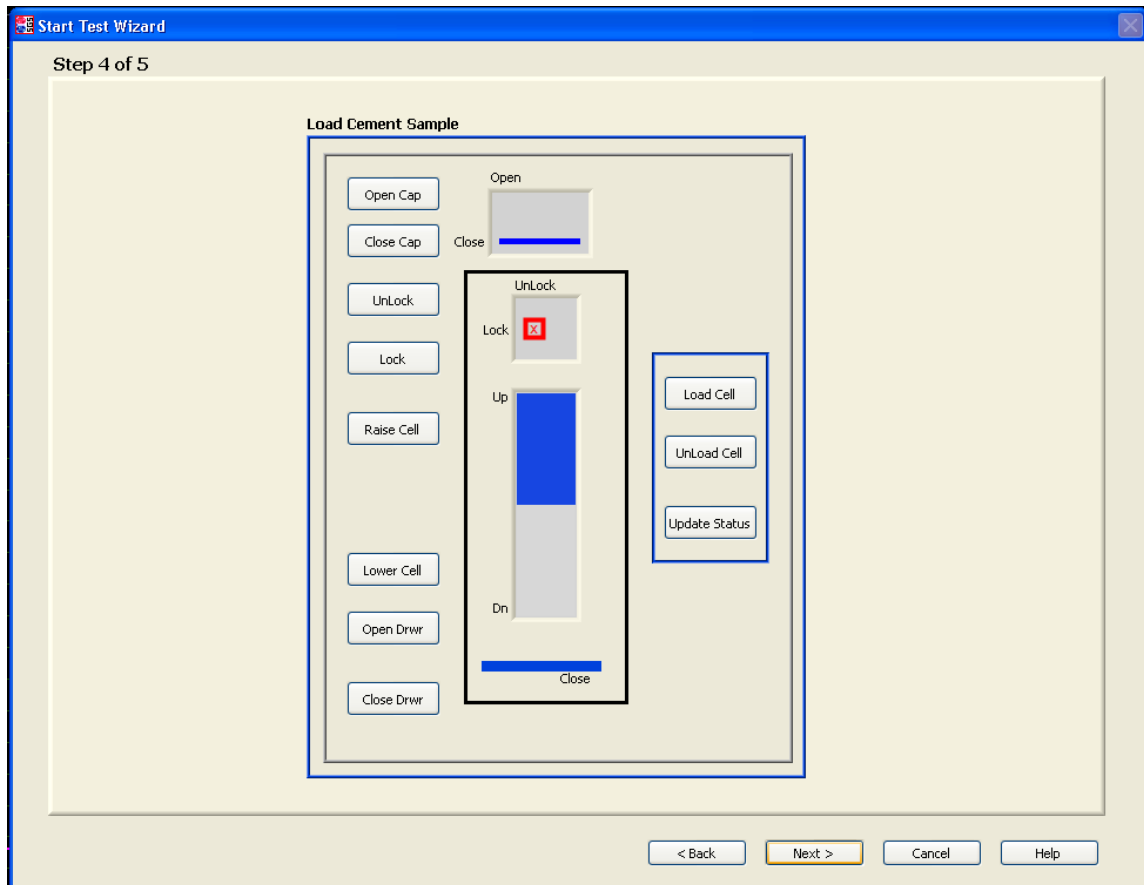 Start Test Wizard
Step 4 of 5
Load Cement Sample
Open Cap
Open
Close Cap
Close
UnLock
UnLock
Lock
X
Lock
Up
Load Cell
Raise Cell
UnLoad Cell
Update Status
Lower Cell
Dn
Open Drwr
Close
Close Drwr
< Back
Next >
Cancel
Help